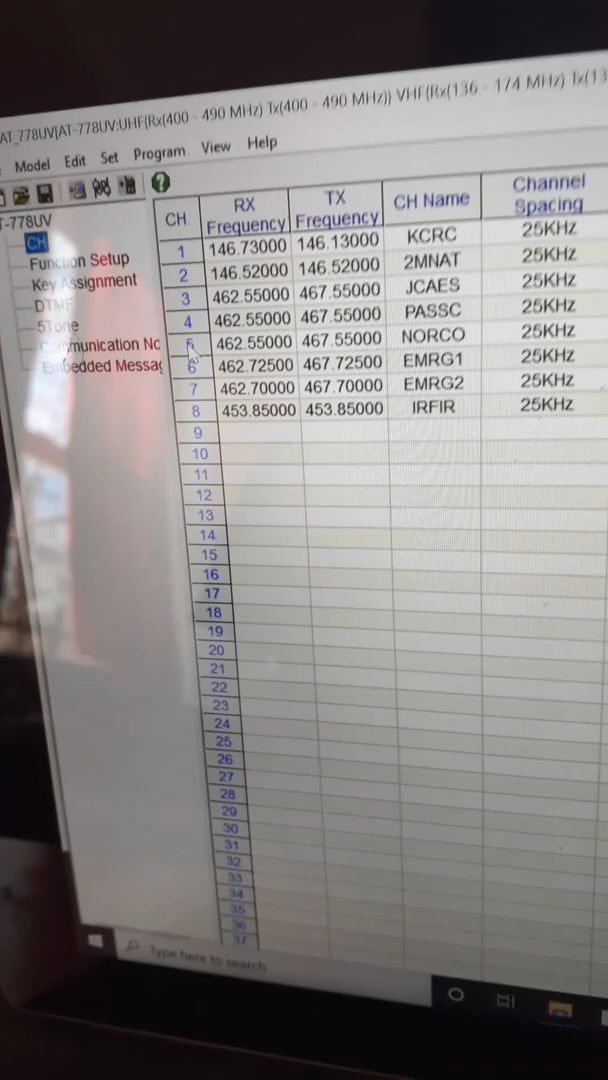 AT_778UV[AT-778UV:UHF{Rx(400 - 490 MHz) Tx(400 - 490 MHz)} VHF{Rx(136 - 174 MHz) Tx(13
Model Edit Set Program View Help
T-778UV
CH
Function Setup
Key Assignment
DTMF
5Tone
Communication Nc
Embedded Messag
CH. RX Frequency TX Frequency CH Name Channel Spacing
1 146.73000 146.13000 KCRC 25KHz
2 146.52000 146.52000 2MNAT 25KHz
3 462.55000 467.55000 JCAES 25KHz
4 462.55000 467.55000 PASSC 25KHz
5 462.55000 467.55000 NORCO 25KHz
6 462.72500 467.72500 EMRG1 25KHz
7 462.70000 467.70000 EMRG2 25KHz
8 453.85000 453.85000 IRFIR 25KHz
9
10
11
12
13
14
15
16
17
18
19
20
21
22
23
24
25
26
27
28
29
30
31
32
33
34
35
36
37
Type here to search